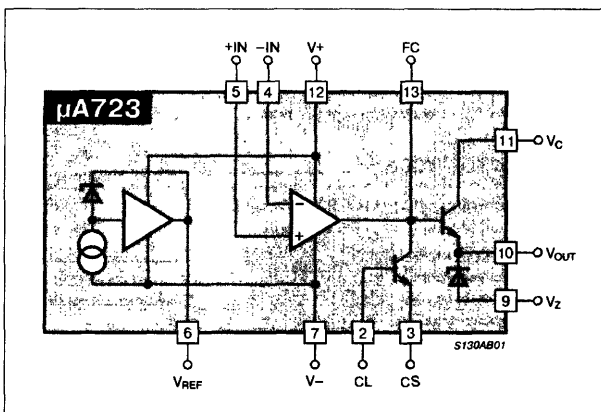 +IN -IN V+ FC
5 4 12 13
µA723
11 VC
-
+
10 VOUT
9 VZ
6 7 2 3
S130AB01
VREF V- CL CS